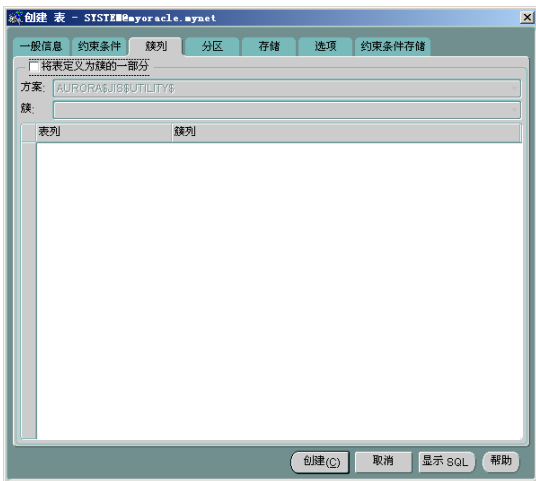 创建 表 - SYSTEM@myoracle.mynet
一般信息 约束条件 簇列 分区 存储 选项 约束条件存储
将表定义为簇的一部分
方案: AURORA$JIS$UTILITY$
簇:
表列 簇列
创建(C) 取消 显示 SQL 帮助